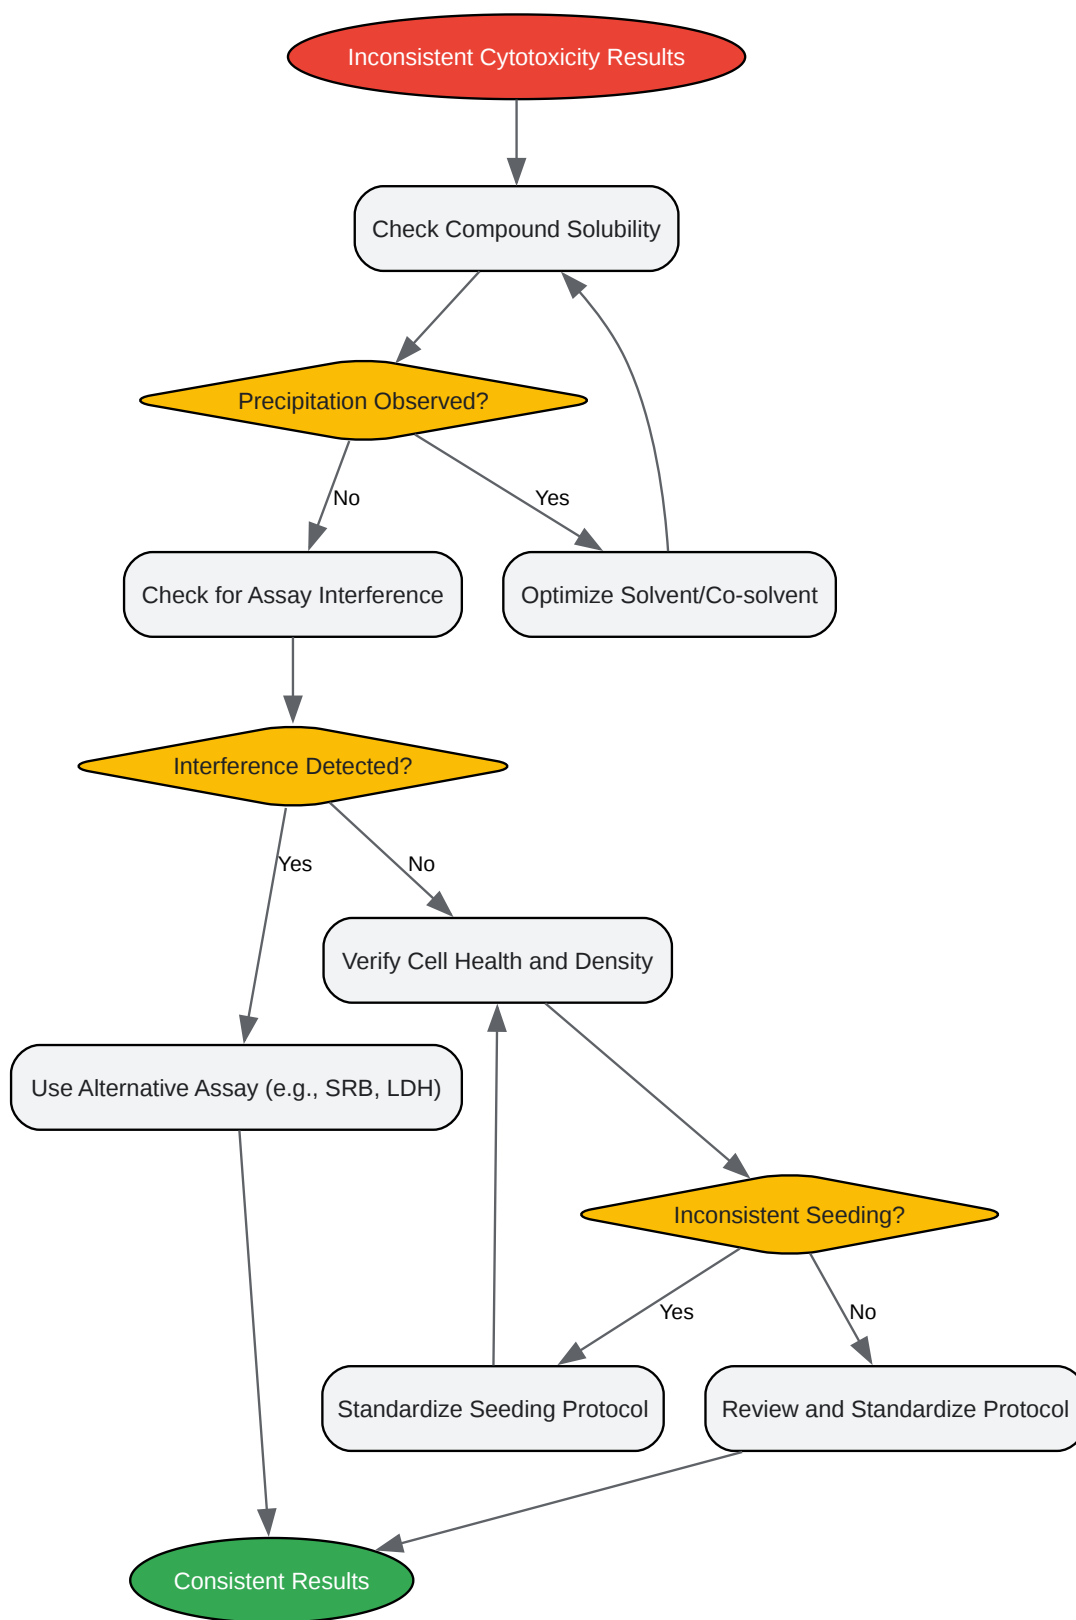 Inconsistent Cytotoxicity Results
Check Compound Solubility
Precipitation Observed?
No
Yes
Check for Assay Interference
Optimize Solvent/Co-solvent
Interference Detected?
Yes
No
Verify Cell Health and Density
Use Alternative Assay (e.g., SRB, LDH)
Inconsistent Seeding?
Yes
No
Standardize Seeding Protocol
Review and Standardize Protocol
Consistent Results